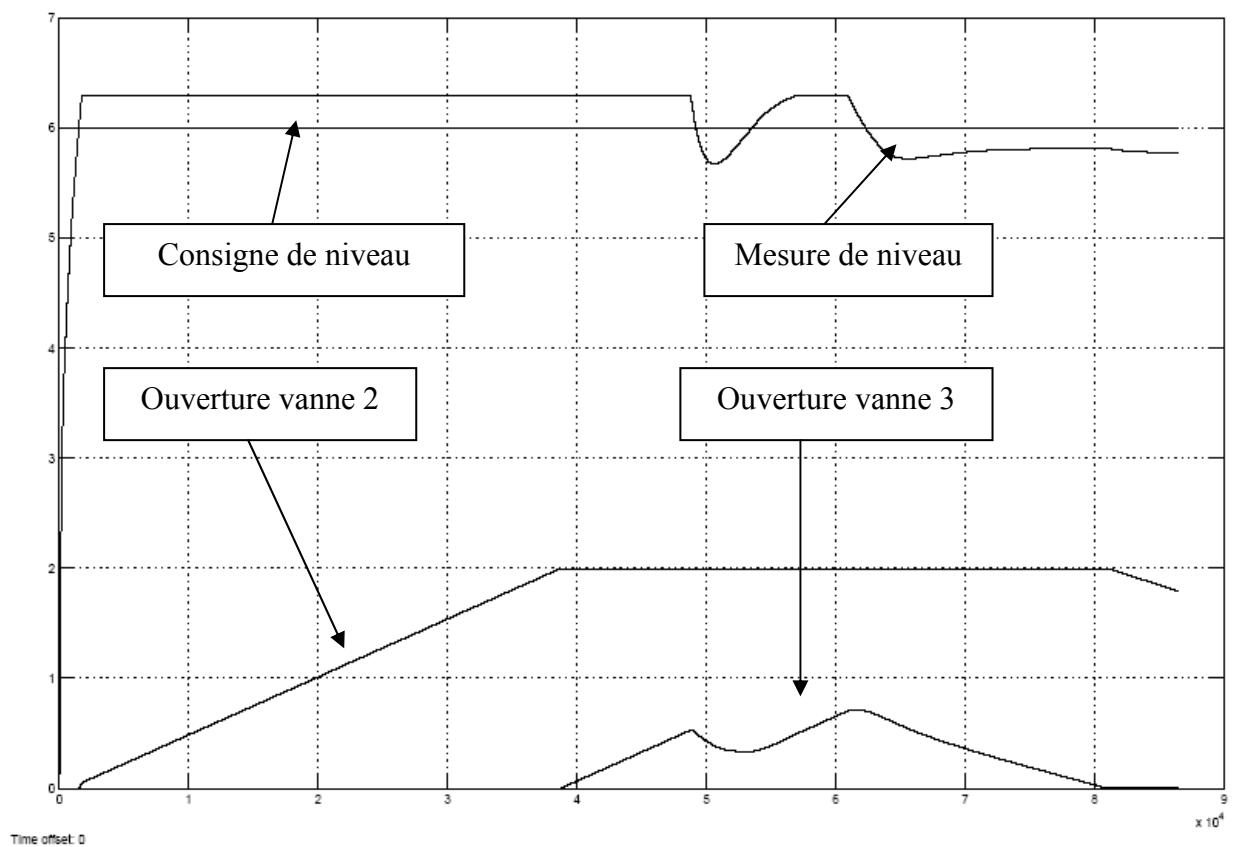 7
6
Consigne de niveau
Mesure de niveau
5
4
Ouverture vanne 2
Ouverture vanne 3
3
2
1
0
0 1 2 3 4 5 6 7 8 9
x 10⁴
Time offset: 0